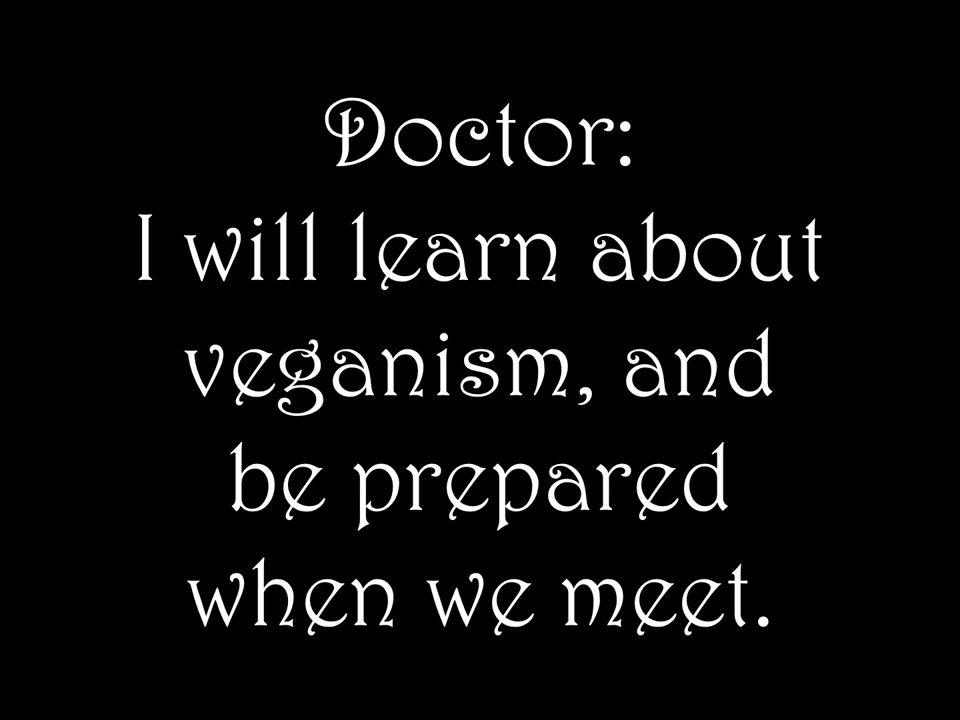 Doctor:
I will learn about
veganism, and
be prepared
when we meet.